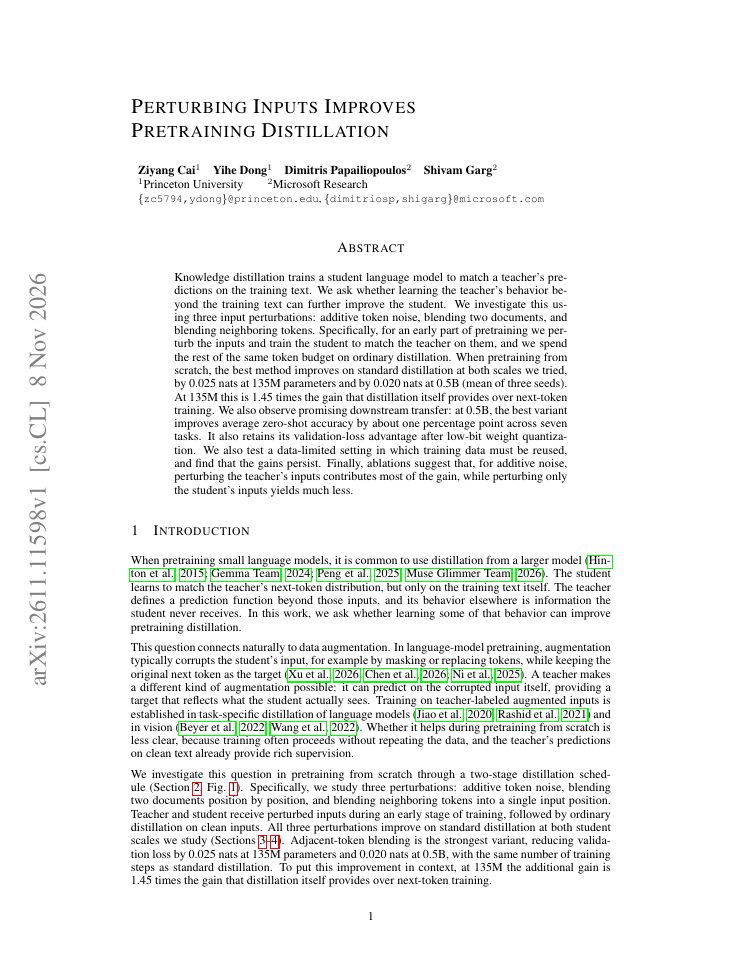 PERTURBING INPUTS IMPROVES
PRETRAINING DISTILLATION
Ziyang Cai¹ Yihe Dong¹ Dimitris Papailiopoulos² Shivam Garg²
¹Princeton University ²Microsoft Research
{zc5794,ydong}@princeton.edu, {dimitriosp,shigarg}@microsoft.com
ABSTRACT
Knowledge distillation trains a student language model to match a teacher's pre-
dictions on the training text. We ask whether learning the teacher's behavior be-
yond the training text can further improve the student. We investigate this us-
ing three input perturbations: additive token noise, blending two documents, and
blending neighboring tokens. Specifically, for an early part of pretraining we per-
turb the inputs and train the student to match the teacher on them, and we spend
the rest of the same token budget on ordinary distillation. When pretraining from
scratch, the best method improves on standard distillation at both scales we tried,
by 0.025 nats at 135M parameters and by 0.020 nats at 0.5B (mean of three seeds).
At 135M this is 1.45 times the gain that distillation itself provides over next-token
training. We also observe promising downstream transfer: at 0.5B, the best variant
improves average zero-shot accuracy by about one percentage point across seven
tasks. It also retains its validation-loss advantage after low-bit weight quantiza-
tion. We also test a data-limited setting in which training data must be reused,
and find that the gains persist. Finally, ablations suggest that, for additive noise,
perturbing the teacher's inputs contributes most of the gain, while perturbing only
the student's inputs yields much less.
1 INTRODUCTION
When pretraining small language models, it is common to use distillation from a larger model (Hin-
ton et al., 2015; Gemma Team, 2024; Peng et al., 2025; Muse Glimmer Team, 2026). The student
learns to match the teacher's next-token distribution, but only on the training text itself. The teacher
defines a prediction function beyond those inputs, and its behavior elsewhere is information the
student never receives. In this work, we ask whether learning some of that behavior can improve
pretraining distillation.
This question connects naturally to data augmentation. In language-model pretraining, augmentation
typically corrupts the student's input, for example by masking or replacing tokens, while keeping the
original next token as the target (Xu et al., 2026; Chen et al., 2026; Ni et al., 2025). A teacher makes
a different kind of augmentation possible: it can predict on the corrupted input itself, providing a
target that reflects what the student actually sees. Training on teacher-labeled augmented inputs is
established in task-specific distillation of language models (Jiao et al., 2020; Rashid et al., 2021) and
in vision (Beyer et al., 2022; Wang et al., 2022). Whether it helps during pretraining from scratch is
less clear, because training often proceeds without repeating the data, and the teacher's predictions
on clean text already provide rich supervision.
We investigate this question in pretraining from scratch through a two-stage distillation sched-
ule (Section 2, Fig. 1). Specifically, we study three perturbations: additive token noise, blending
two documents position by position, and blending neighboring tokens into a single input position.
Teacher and student receive perturbed inputs during an early stage of training, followed by ordinary
distillation on clean inputs. All three perturbations improve on standard distillation at both student
scales we study (Sections 3–4). Adjacent-token blending is the strongest variant, reducing valida-
tion loss by 0.025 nats at 135M parameters and 0.020 nats at 0.5B, with the same number of training
steps as standard distillation. To put this improvement in context, at 135M the additional gain is
1.45 times the gain that distillation itself provides over next-token training.
1
arXiv:2611.11598v1 [cs.CL] 8 Nov 2026